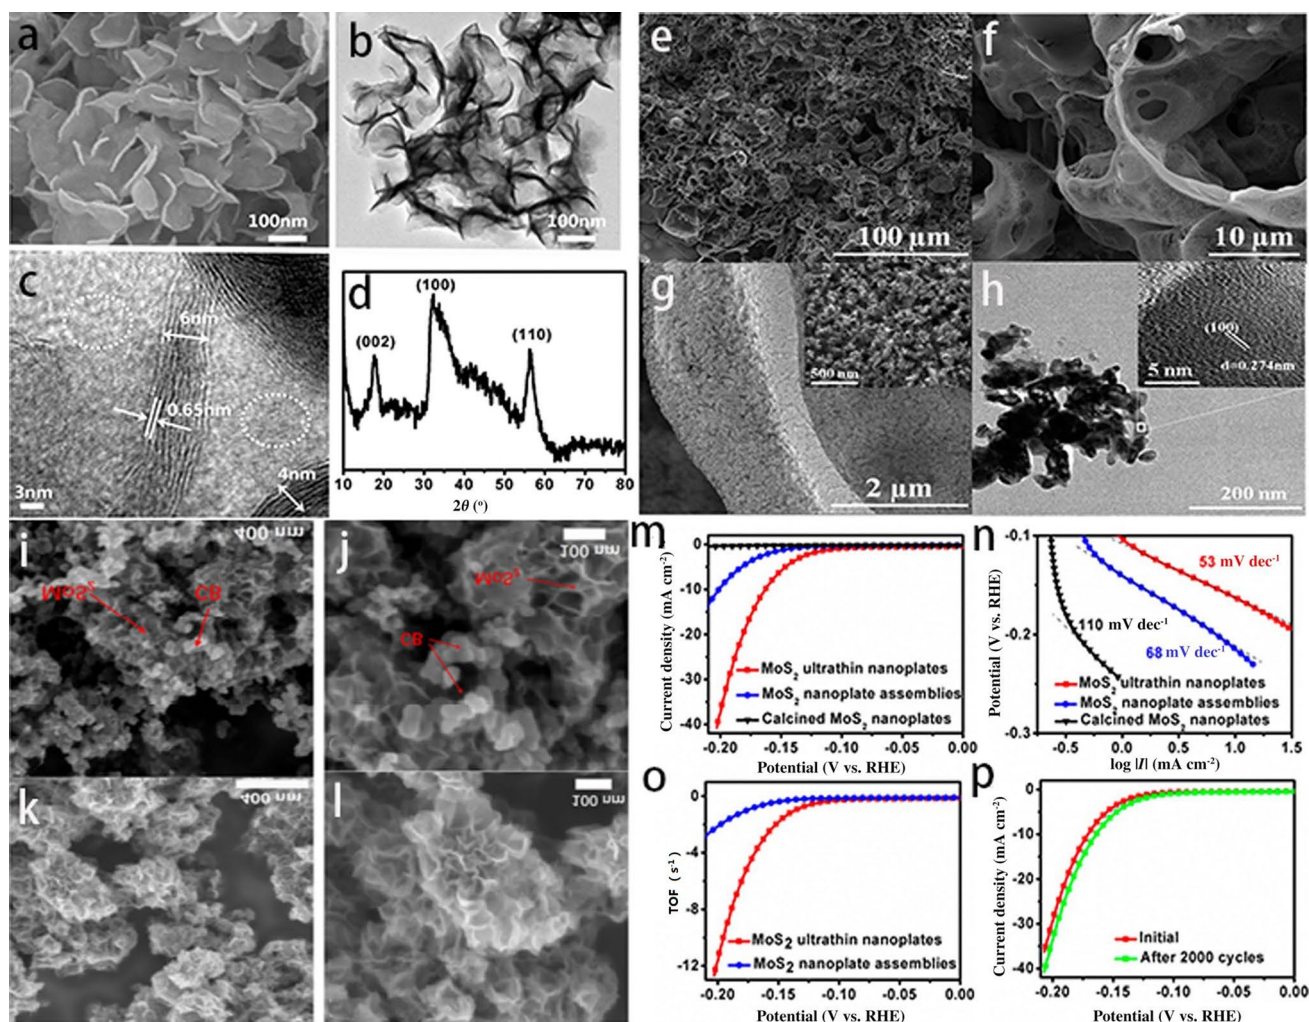 a
100nm
b
100nm
c
6nm
0.65nm
4nm
3nm
d
(100)
(002)
(110)
10 20 30 40 50 60 70 80
2θ (°)
e
100 µm
f
10 µm
g
500 nm
2 µm
h
(100)
d=0.274nm
5 nm
200 nm
i
400 nm
MoS2
CB
j
100 nm
MoS2
CB
k
400 nm
l
100 nm
m
Current density (mA cm-2)
0
-10
-20
-30
-40
MoS2 ultrathin nanoplates
MoS2 nanoplate assemblies
Calcined MoS2 nanoplates
-0.20 -0.15 -0.10 -0.05 0.00
Potential (V vs. RHE)
n
Potential (V vs. RHE)
-0.1
-0.2
-0.3
53 mV dec-1
110 mV dec-1
68 mV dec-1
MoS2 ultrathin nanoplates
MoS2 nanoplate assemblies
Calcined MoS2 nanoplates
-0.5 0.0 0.5 1.0 1.5
log |I| (mA cm-2)
o
TOF (s-1)
0
-4
-8
-12
MoS2 ultrathin nanoplates
MoS2 nanoplate assemblies
-0.20 -0.15 -0.10 -0.05 0.00
Potential (V vs. RHE)
p
Current density (mA cm-2)
0
-10
-20
-30
-40
Initial
After 2000 cycles
-0.20 -0.15 -0.10 -0.05 0.00
Potential (V vs. RHE)